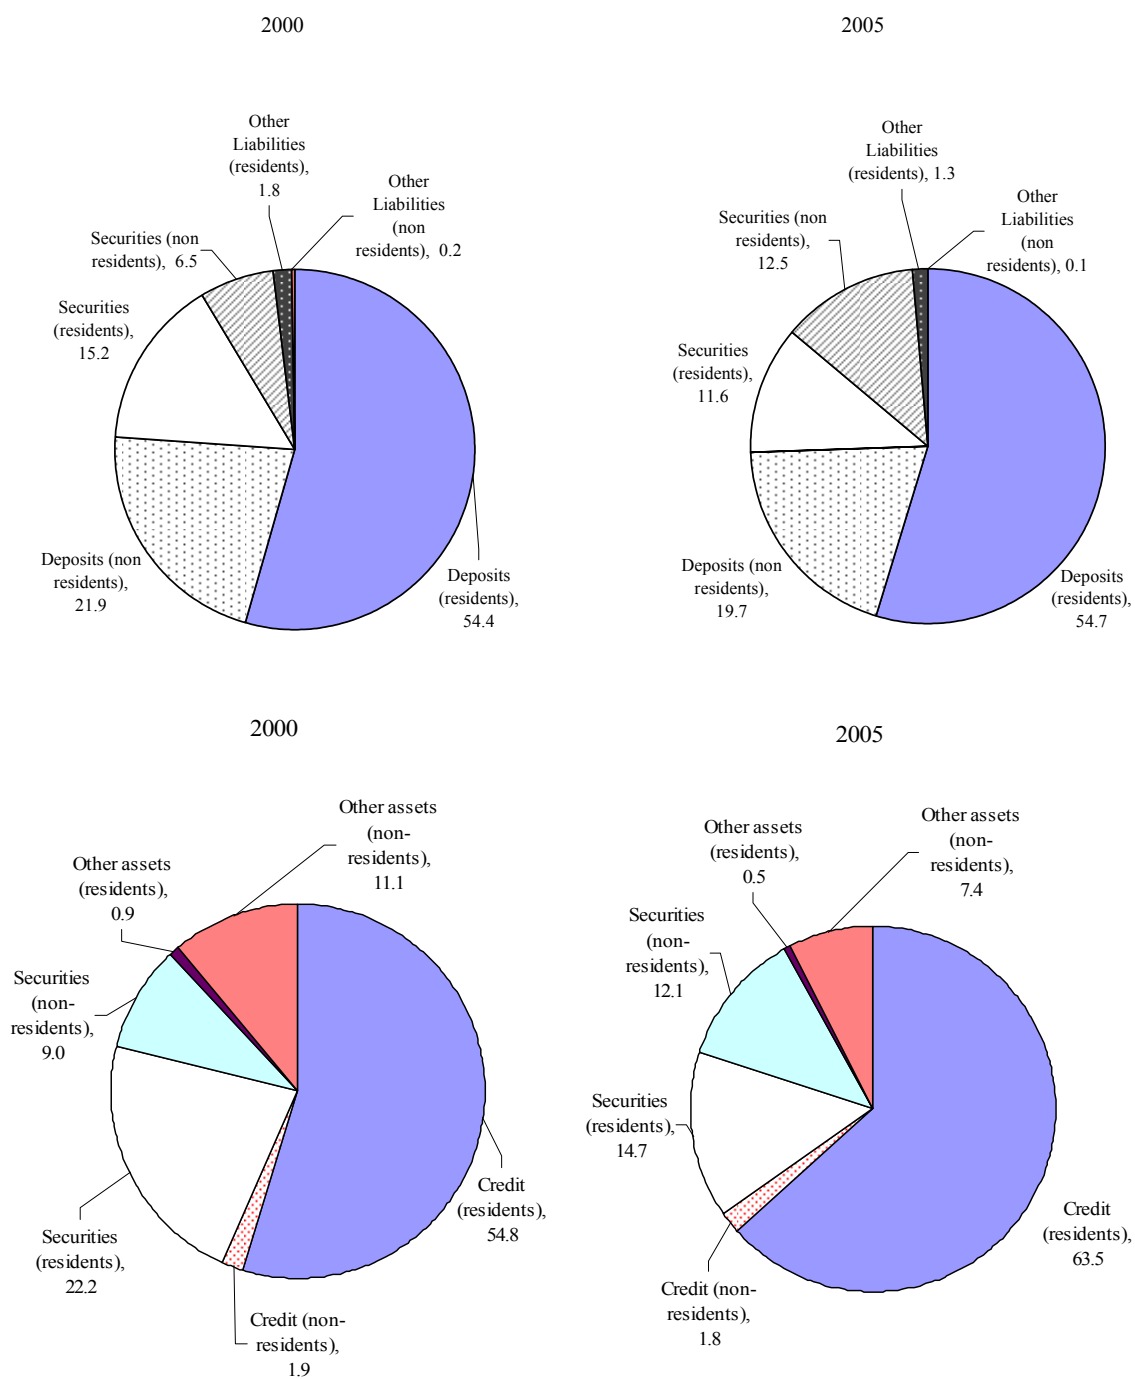 2000
Other
Liabilities
(residents),
1.8
Other
Liabilities
(non
residents), 0.2
Securities (non
residents), 6.5
Securities
(residents),
15.2
Deposits (non
residents),
21.9
Deposits
(residents),
54.4
2005
Other
Liabilities
(residents), 1.3
Other
Liabilities
(non
residents), 0.1
Securities (non
residents),
12.5
Securities
(residents),
11.6
Deposits (non
residents),
19.7
Deposits
(residents),
54.7
2000
Other assets
(non-
residents),
11.1
Other assets
(residents),
0.9
Securities
(non-
residents),
9.0
Securities
(residents),
22.2
Credit (non-
residents),
1.9
Credit
(residents),
54.8
2005
Other assets
(non-
residents),
7.4
Other assets
(residents),
0.5
Securities
(non-
residents),
12.1
Securities
(residents),
14.7
Credit (non-
residents),
1.8
Credit
(residents),
63.5